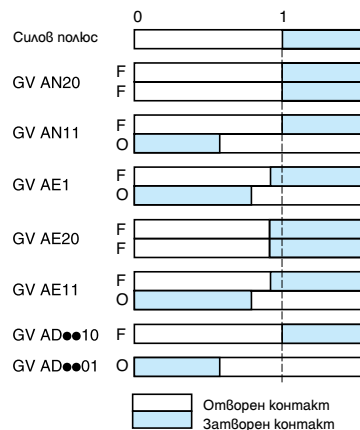 0 1
Силов полюс
GV AN20 F
F
GV AN11 F
O
GV AE1 F
O
GV AE20 F
F
GV AE11 F
O
GV AD●●10 F
GV AD●●01 O
Отворен контакт
Затворен контакт